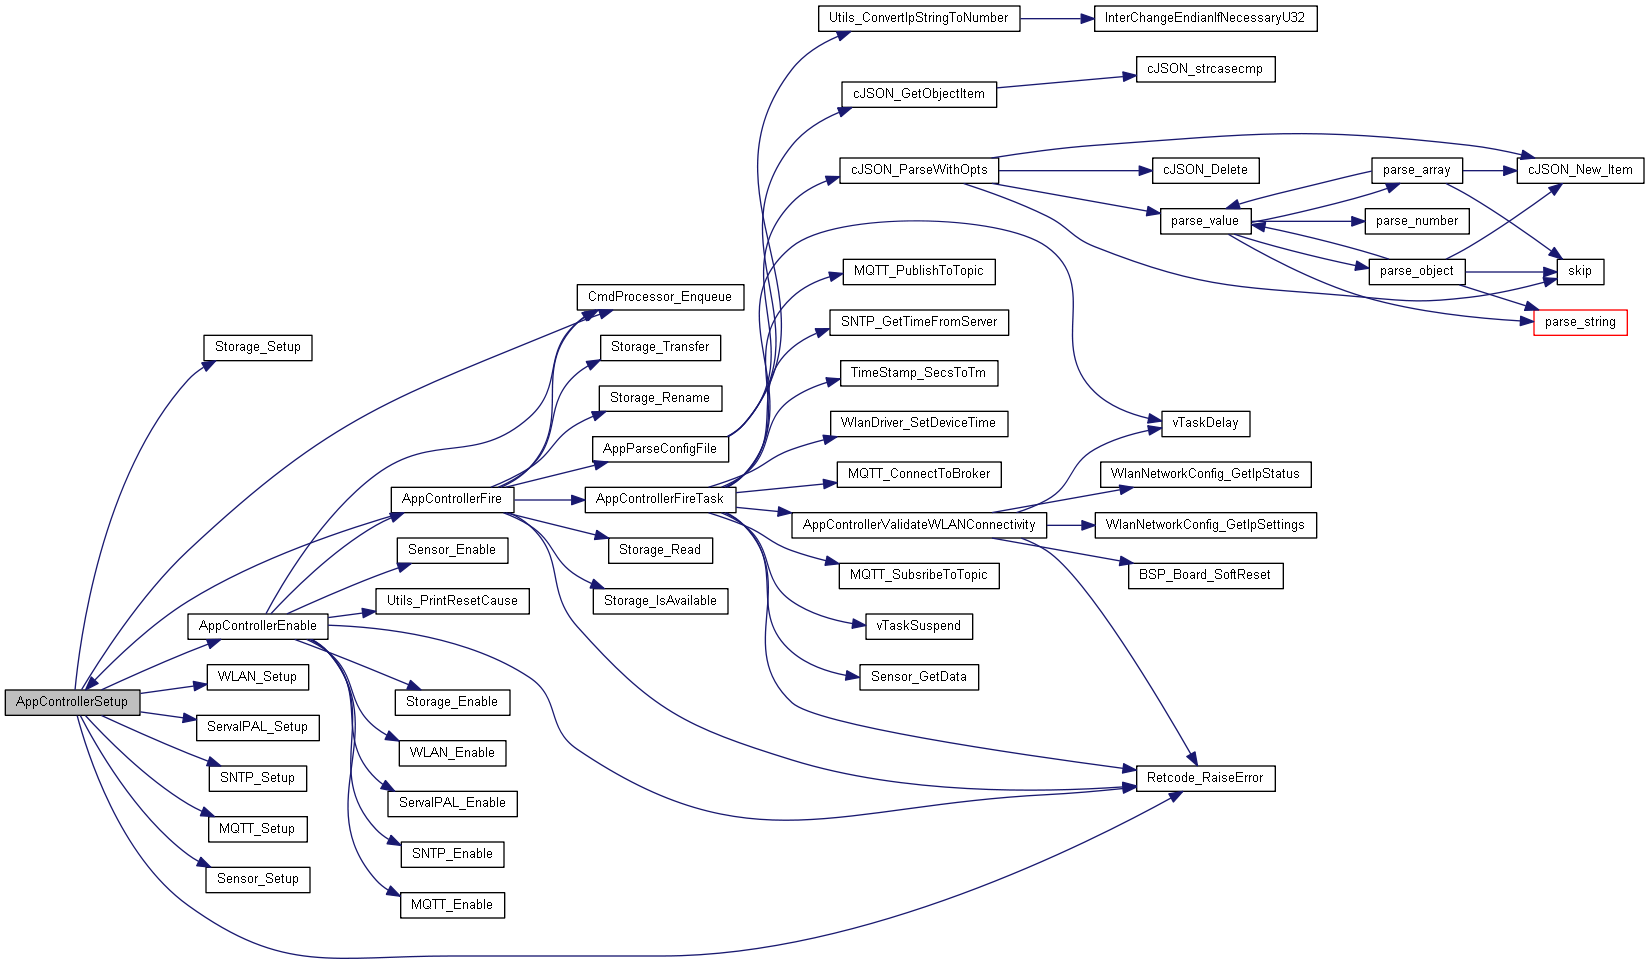 Utils_ConvertIpStringToNumber
InterChangeEndianIfNecessaryU32
cJSON_strcasecmp
cJSON_GetObjectItem
cJSON_ParseWithOpts
cJSON_Delete
parse_array
cJSON_New_Item
parse_value
parse_number
MQTT_PublishToTopic
parse_object
skip
CmdProcessor_Enqueue
SNTP_GetTimeFromServer
parse_string
Storage_Setup
Storage_Transfer
TimeStamp_SecsToTm
Storage_Rename
WlanDriver_SetDeviceTime
vTaskDelay
AppParseConfigFile
MQTT_ConnectToBroker
WlanNetworkConfig_GetIpStatus
AppControllerFire
AppControllerFireTask
AppControllerValidateWLANConnectivity
WlanNetworkConfig_GetIpSettings
Sensor_Enable
Storage_Read
MQTT_SubsribeToTopic
BSP_Board_SoftReset
Utils_PrintResetCause
Storage_IsAvailable
AppControllerEnable
vTaskSuspend
WLAN_Setup
Sensor_GetData
AppControllerSetup
Storage_Enable
ServalPAL_Setup
WLAN_Enable
SNTP_Setup
Retcode_RaiseError
ServalPAL_Enable
MQTT_Setup
SNTP_Enable
Sensor_Setup
MQTT_Enable